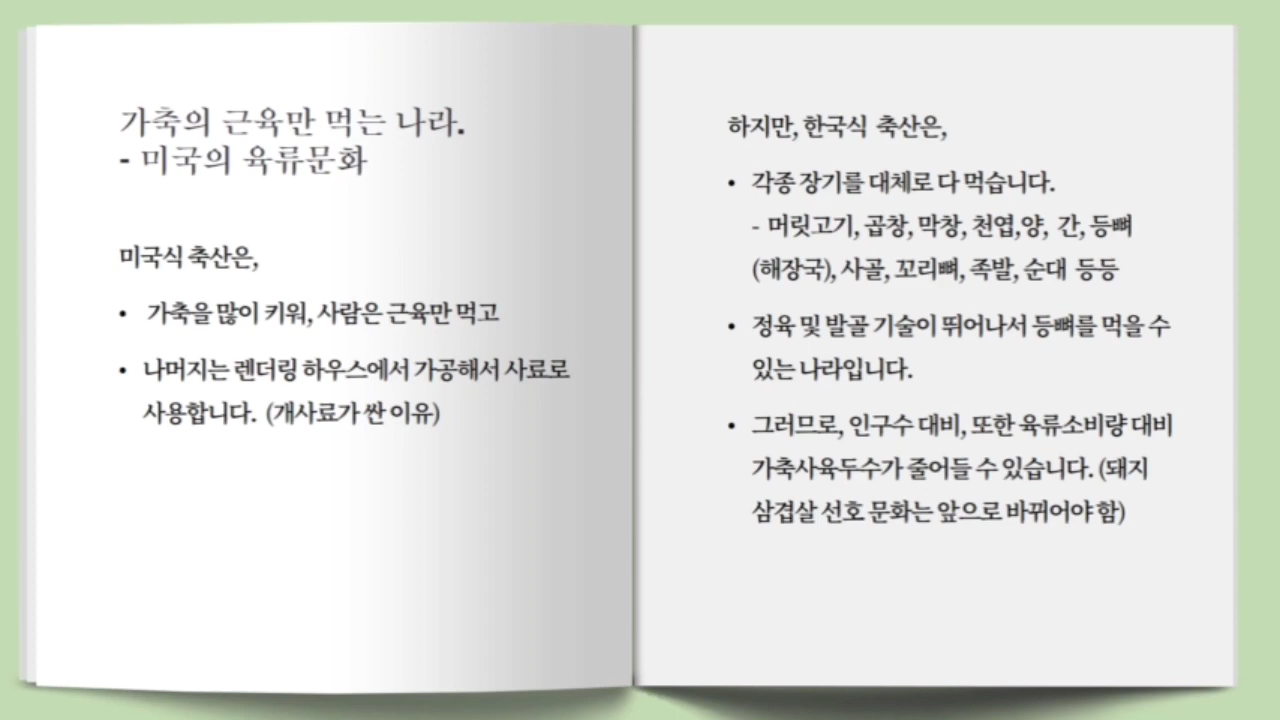 가축의 근육만 먹는 나라.
- 미국의 육류문화
미국식 축산은,
• 가축을 많이 키워, 사람은 근육만 먹고
• 나머지는 렌더링 하우스에서 가공해서 사료로
사용합니다. (개사료가 싼 이유)
하지만, 한국식 축산은,
• 각종 장기를 대체로 다 먹습니다.
- 머릿고기, 곱창, 막창, 천엽,양, 간, 등뼈
(해장국), 사골, 꼬리뼈, 족발, 순대 등등
• 정육 및 발골 기술이 뛰어나서 등뼈를 먹을 수
있는 나라입니다.
• 그러므로, 인구수 대비, 또한 육류소비량 대비
가축사육두수가 줄어들 수 있습니다. (돼지
삼겹살 선호 문화는 앞으로 바뀌어야 함)